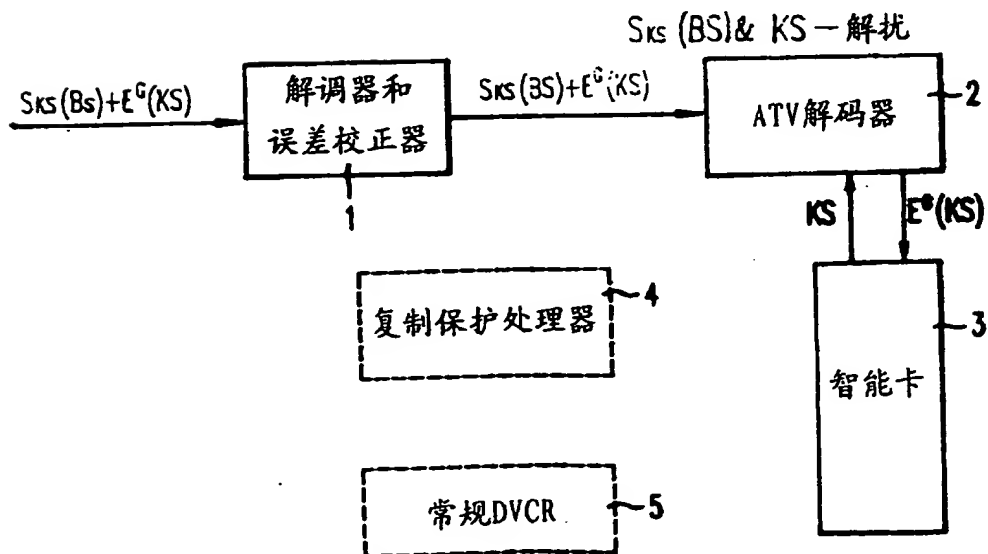 SKS (BS)& KS－解扰
SKS(BS)+E^G(KS)
解调器和
误差校正器
1
SKS(BS)+E^G(KS)
ATV解码器
2
KS
E^G(KS)
复制保护处理器
4
智能卡
3
常规DVCR
5